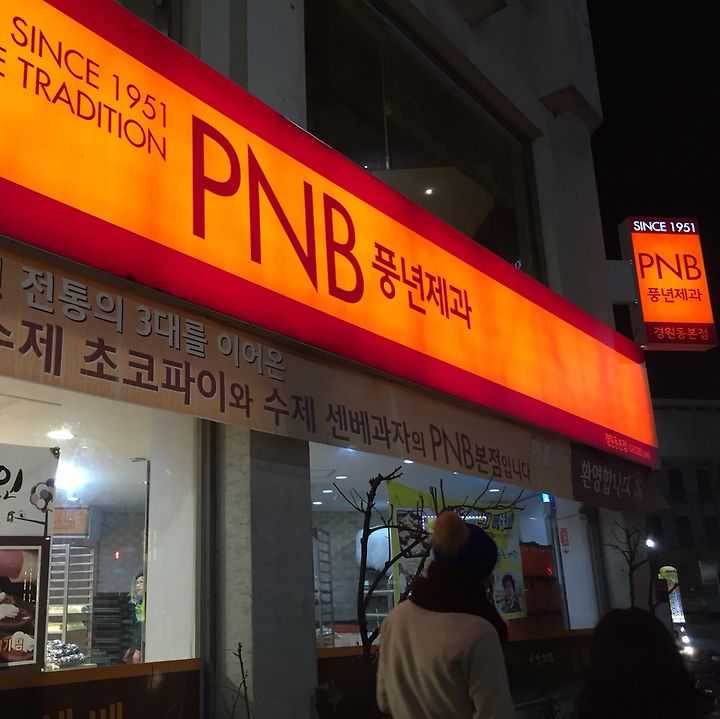 SINCE 1951
TRADITION
PNB 풍년제과
SINCE 1951
PNB
풍년제과
경원동본점
전통의 3대를 이어온
수제 초코파이와 수제 센베과자의 PNB본점입니다
환영합니다
인